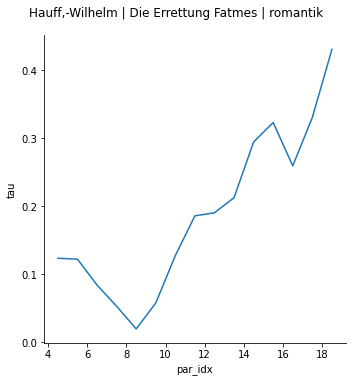 Hauff,-Wilhelm | Die Errettung Fatmes | romantik
0.4
0.3
tau
0.2
0.1
0.0
4 6 8 10 12 14 16 18
par_idx